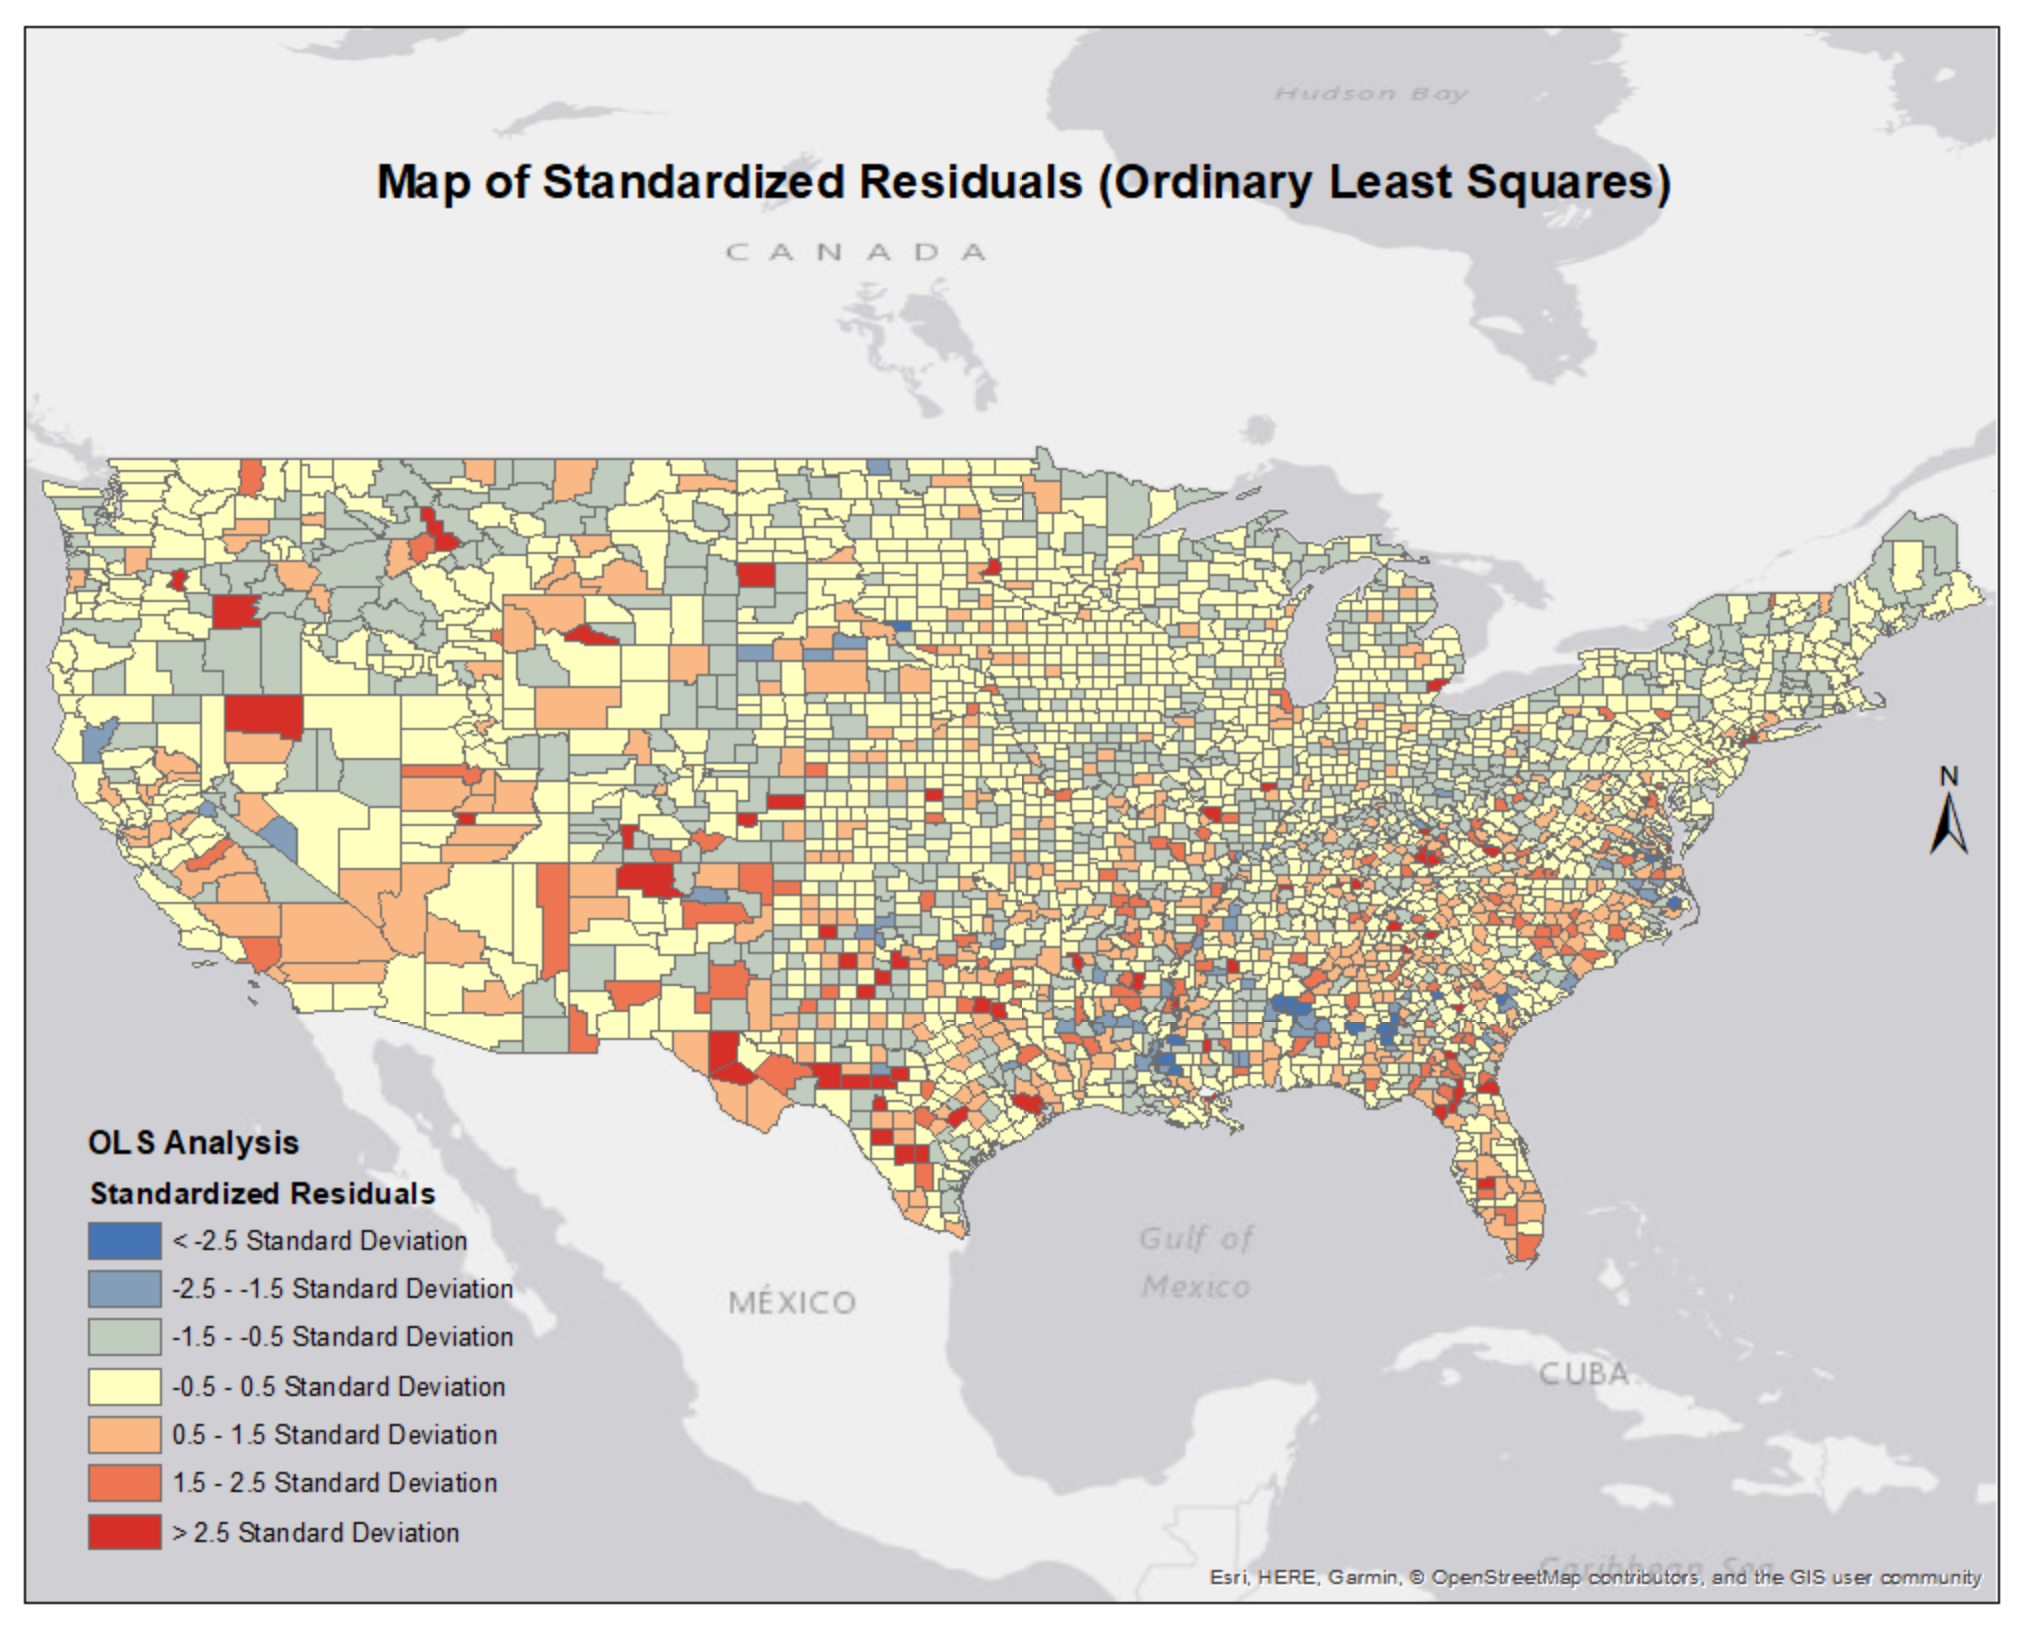 Hudson Bay
Map of Standardized Residuals (Ordinary Least Squares)
CANADA
N
OLS Analysis
Standardized Residuals
< -2.5 Standard Deviation
-2.5 - -1.5 Standard Deviation
-1.5 - -0.5 Standard Deviation
-0.5 - 0.5 Standard Deviation
0.5 - 1.5 Standard Deviation
1.5 - 2.5 Standard Deviation
> 2.5 Standard Deviation
MÉXICO
Gulf of
Mexico
CUBA
Caribbean Sea
Esri, HERE, Garmin, © OpenStreetMap contributors, and the GIS user community